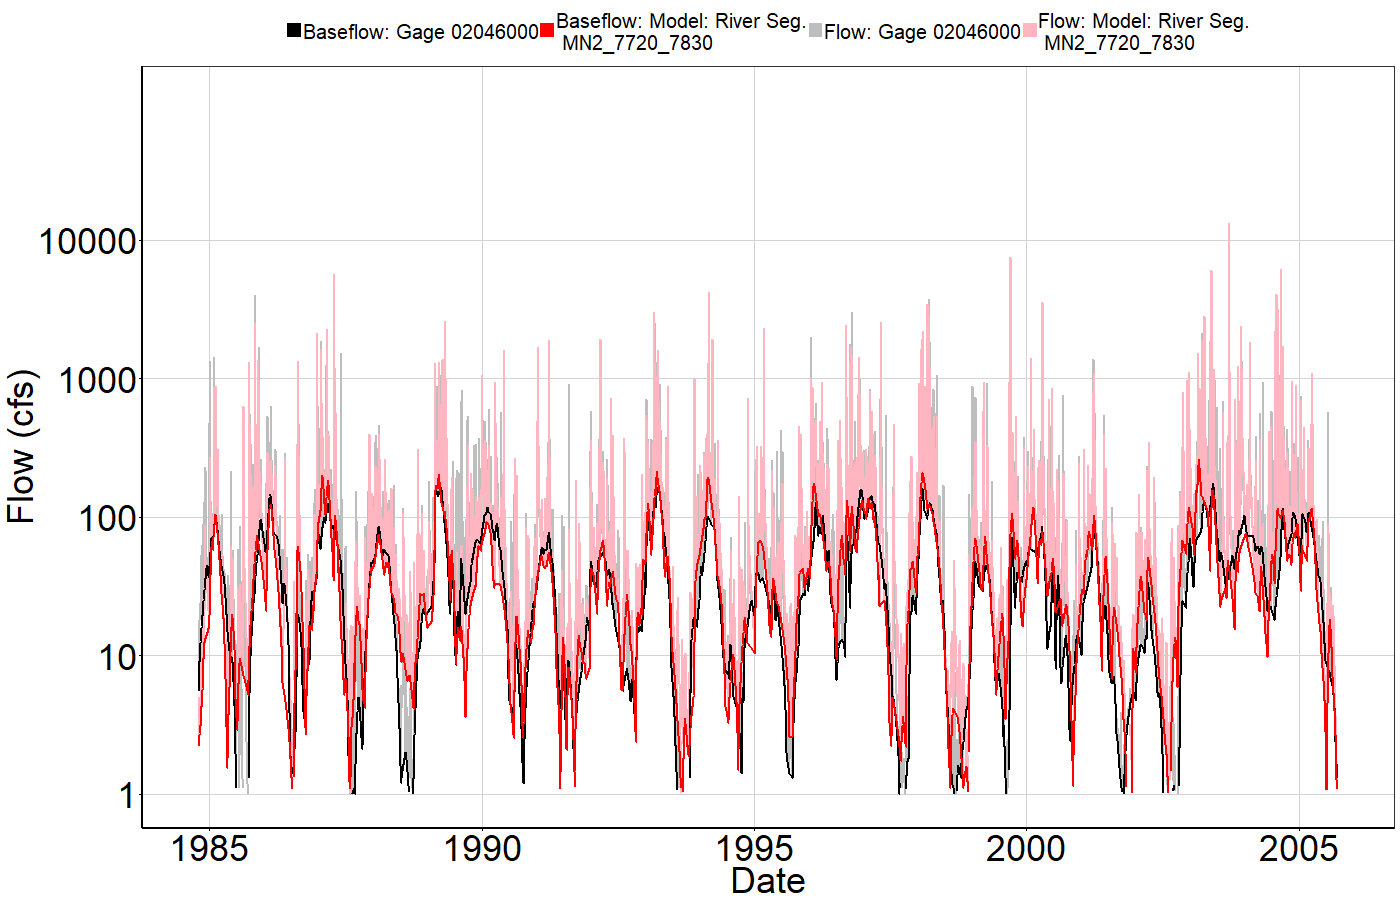 Baseflow: Gage 02046000
Baseflow: Model: River Seg.
MN2_7720_7830
Flow: Gage 02046000
Flow: Model: River Seg.
MN2_7720_7830
Flow (cfs)
10000
1000
100
10
1
1985
1990
1995
2000
2005
Date